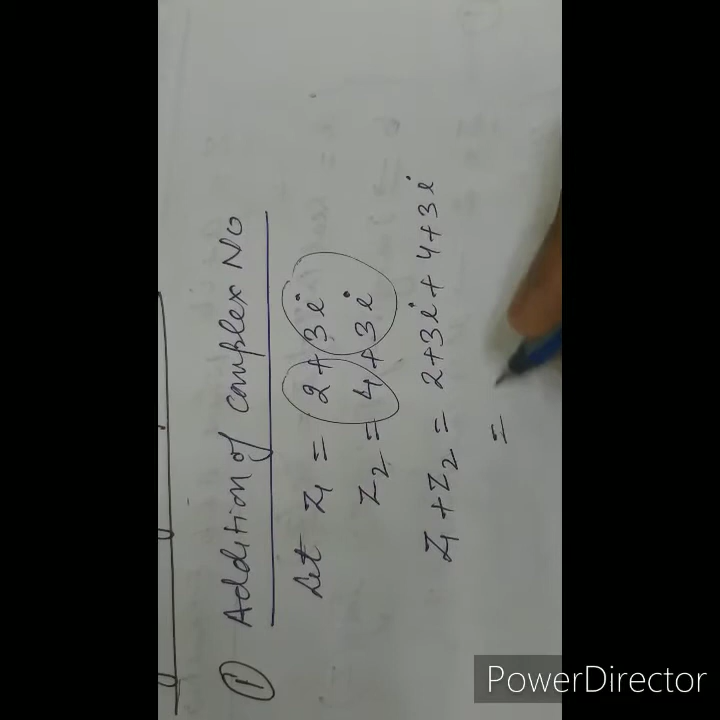 ① Addition of complex No
Let Z₁ = 2+3i
Z₂ = 4+3i
Z₁+Z₂ = 2+3i+4+3i
=
PowerDirector